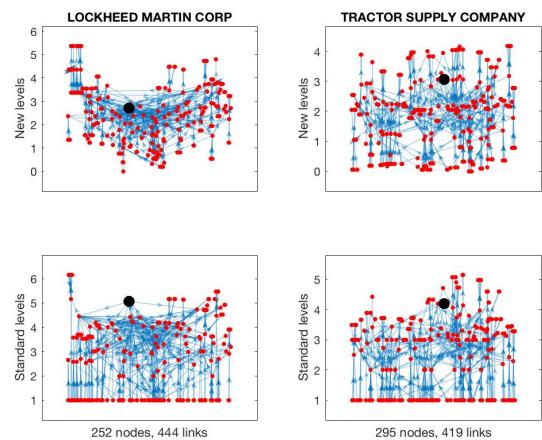 LOCKHEED MARTIN CORP
TRACTOR SUPPLY COMPANY
New levels
6
5
4
3
2
1
0
New levels
4
3
2
1
0
Standard levels
6
5
4
3
2
1
252 nodes, 444 links
Standard levels
5
4
3
2
1
295 nodes, 419 links